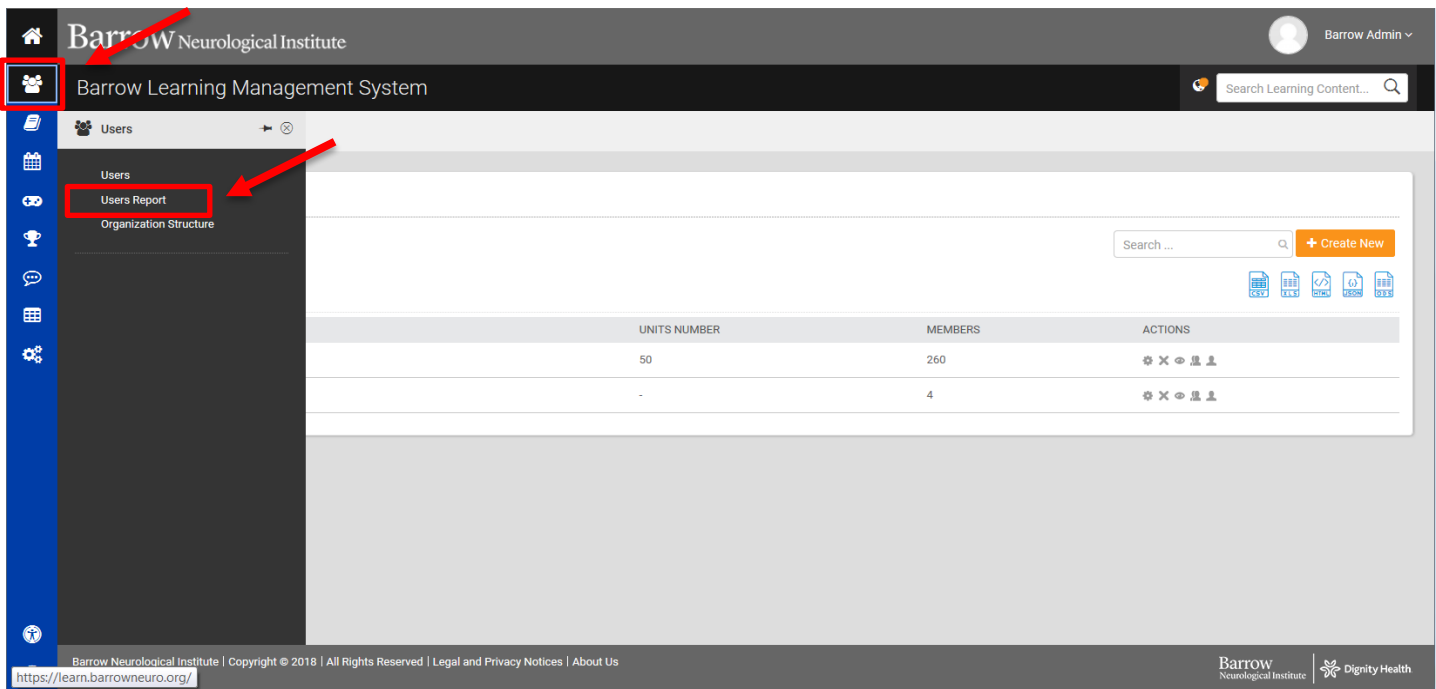 Barrow Neurological Institute
Barrow Admin
Barrow Learning Management System
Search Learning Content...
Users
Users
Users Report
Organization Structure
Search ...
+ Create New
CSV XLS HTML JSON ODS
UNITS NUMBER MEMBERS ACTIONS
50 260
- 4
Barrow Neurological Institute | Copyright © 2018 | All Rights Reserved | Legal and Privacy Notices | About Us
Barrow
Neurological Institute
Dignity Health
https://learn.barrowneuro.org/